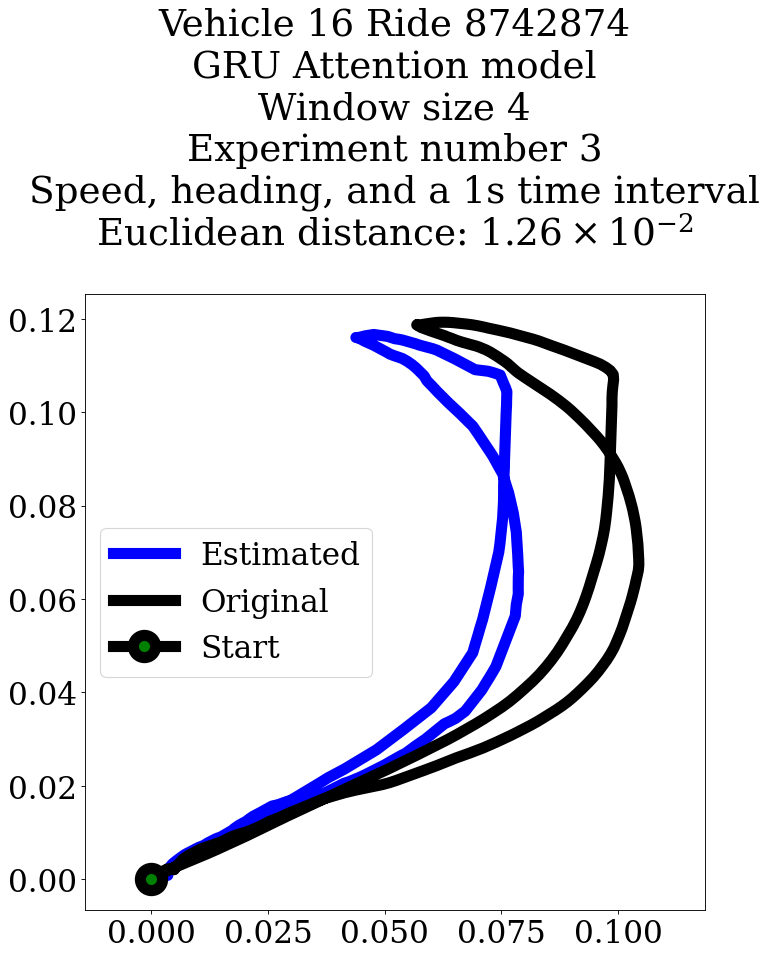 Vehicle 16 Ride 8742874
GRU Attention model
Window size 4
Experiment number 3
Speed, heading, and a 1s time interval
Euclidean distance: 1.26 × 10⁻²
0.12
0.10
0.08
0.06
0.04
0.02
0.00
Estimated
Original
Start
0.000 0.025 0.050 0.075 0.100